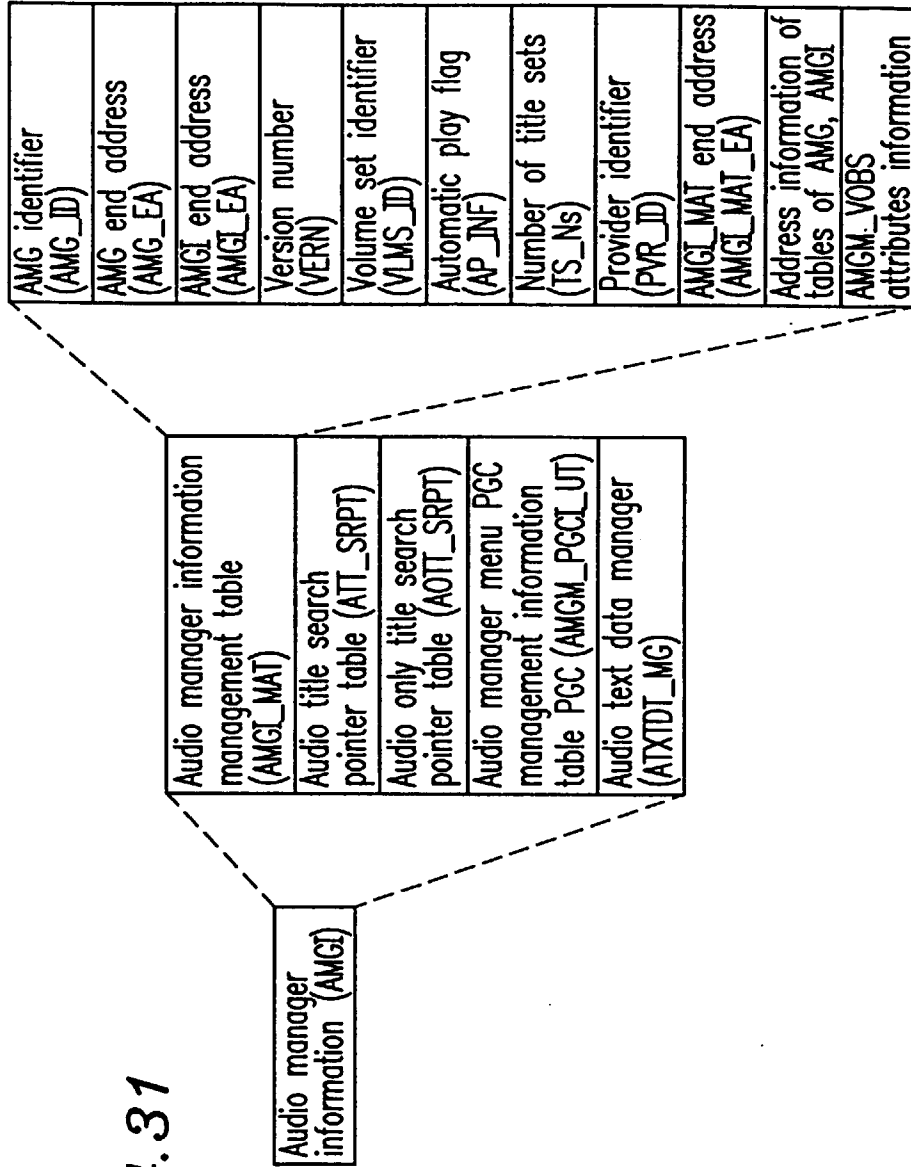 .31
Audio manager
information (AMGI)
Audio manager information
management table
(AMGI_MAT)
Audio title search
pointer table (ATT_SRPT)
Audio only title search
pointer table (AOTT_SRPT)
Audio manager menu PGC
management information
table PGC (AMGM_PGCI_UT)
Audio text data manager
(ATXTDT_MG)
AMG identifier
(AMG_ID)
AMG end address
(AMG_EA)
AMGI end address
(AMGI_EA)
Version number
(VERN)
Volume set identifier
(VLMS_ID)
Automatic play flag
(AP_INF)
Number of title sets
(TS_Ns)
Provider identifier
(PVR_ID)
AMGI_MAT end address
(AMGI_MAT_EA)
Address information of
tables of AMG, AMGI
AMGM_VOBS
attributes information